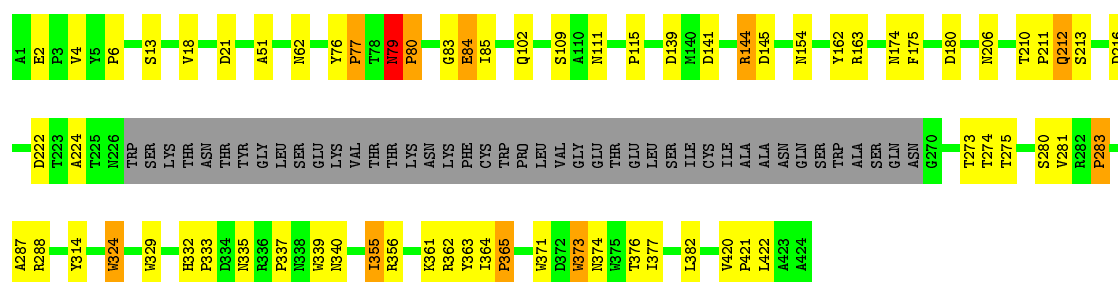 A1 E2 P3 V4 Y5 P6 S13 V18 D21 A51 N62 Y76 P77 T78 N79 P80 G83 E84 I85 Q102 S109 A110 N111 P115 D139 M140 D141 R144 D145 N154 Y162 R163 N174 F175 D180 N206 T210 P211 Q212 S213
D222 T223 A224 T225 N226 TRP SER LYS THR ASN THR TYR GLY LEU SER GLU LYS VAL THR THR LYS ASN LYS PHE CYS TRP PRO LEU VAL GLY GLU THR GLU LEU SER ILE CYS ILE ALA ALA ASN GLN SER TRP ALA SER GLN ASN G270 T273 T274 T275 S280 V281 R282 P283
A287 R288 Y314 W324 W329 H332 P333 D334 N335 R336 P337 N338 W339 N340 I355 R356 K361 R362 Y363 I364 P365 W371 D372 W373 N374 W375 T376 I377 L382 V420 P421 L422 A423 A424